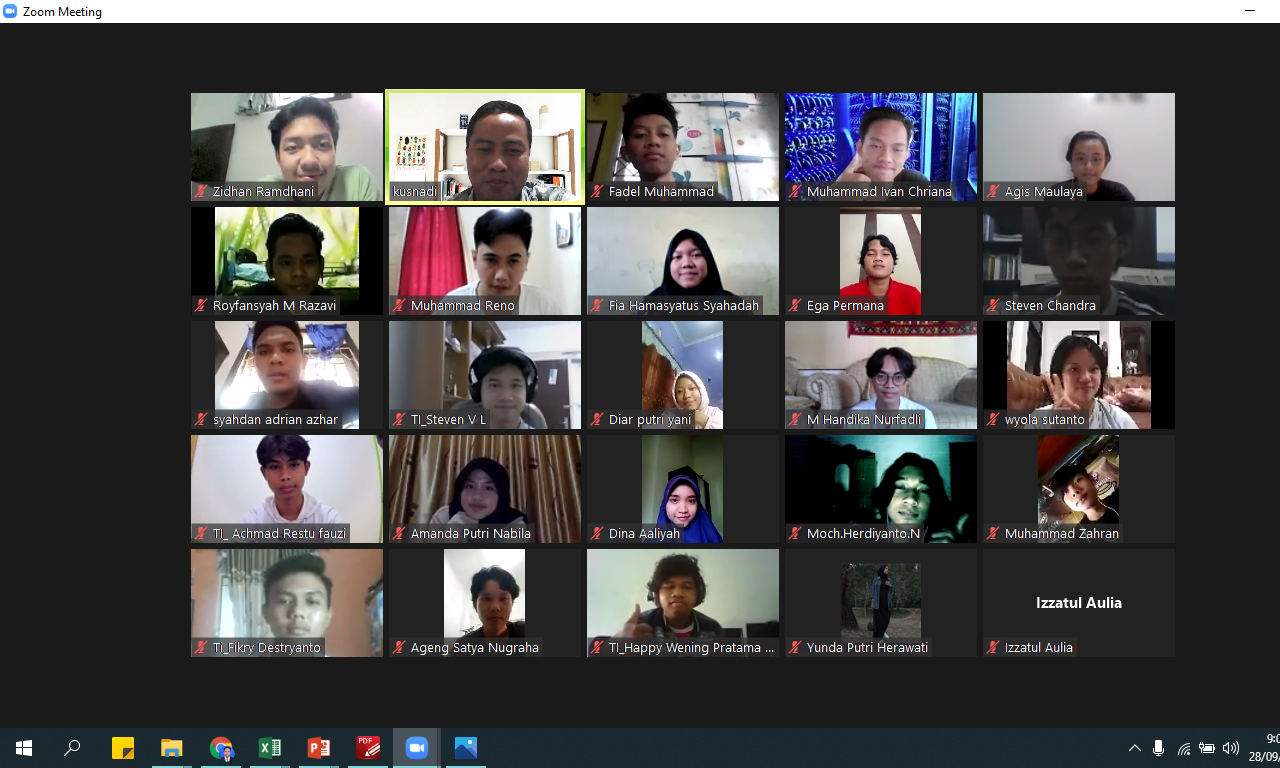 Zoom Meeting
Zidhan Ramdhani
kusnadi
Fadel Muhammad
Muhammad Ivan Chriana
Agis Maulaya
Royfansyah M Razavi
Muhammad Reno
Fia Hamasyatus Syahadah
Ega Permana
Steven Chandra
syahdan adrian azhar
TI_Steven V L
Diar putri yani
M Handika Nurfadli
wyola sutanto
TI_ Achmad Restu fauzi
Amanda Putri Nabila
Dina Aaliyah
Moch.Herdiyanto.N
Muhammad Zahran
TI_Fikry Destryanto
Ageng Satya Nugraha
TI_Happy Wening Pratama ...
Yunda Putri Herawati
Izzatul Aulia
Izzatul Aulia
PDF
9:0
28/09/